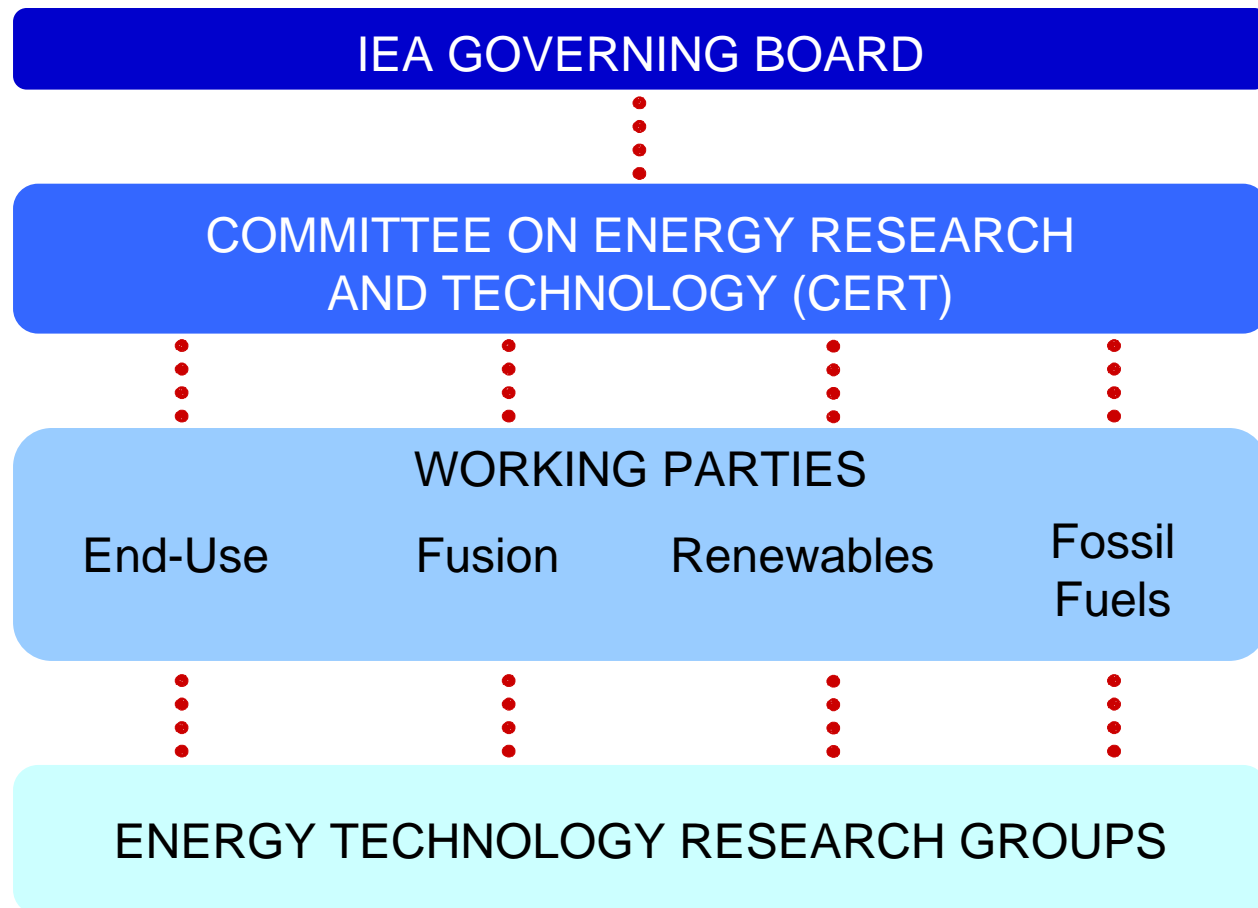 IEA GOVERNING BOARD
COMMITTEE ON ENERGY RESEARCH
AND TECHNOLOGY (CERT)
WORKING PARTIES
End-Use
Fusion
Renewables
Fossil
Fuels
ENERGY TECHNOLOGY RESEARCH GROUPS